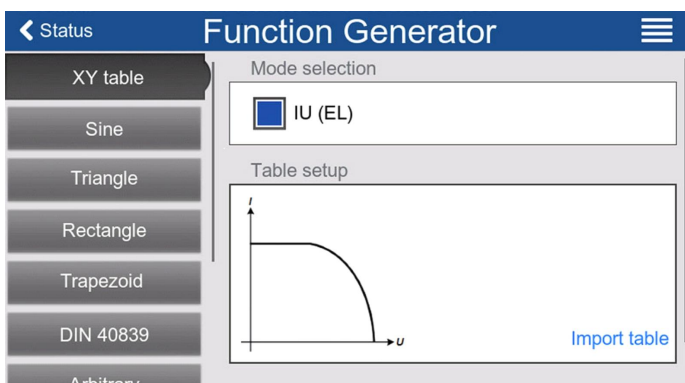 Status
Function Generator
XY table
Sine
Triangle
Rectangle
Trapezoid
DIN 40839
Arbitrary
Mode selection
IU (EL)
Table setup
I
U
Import table